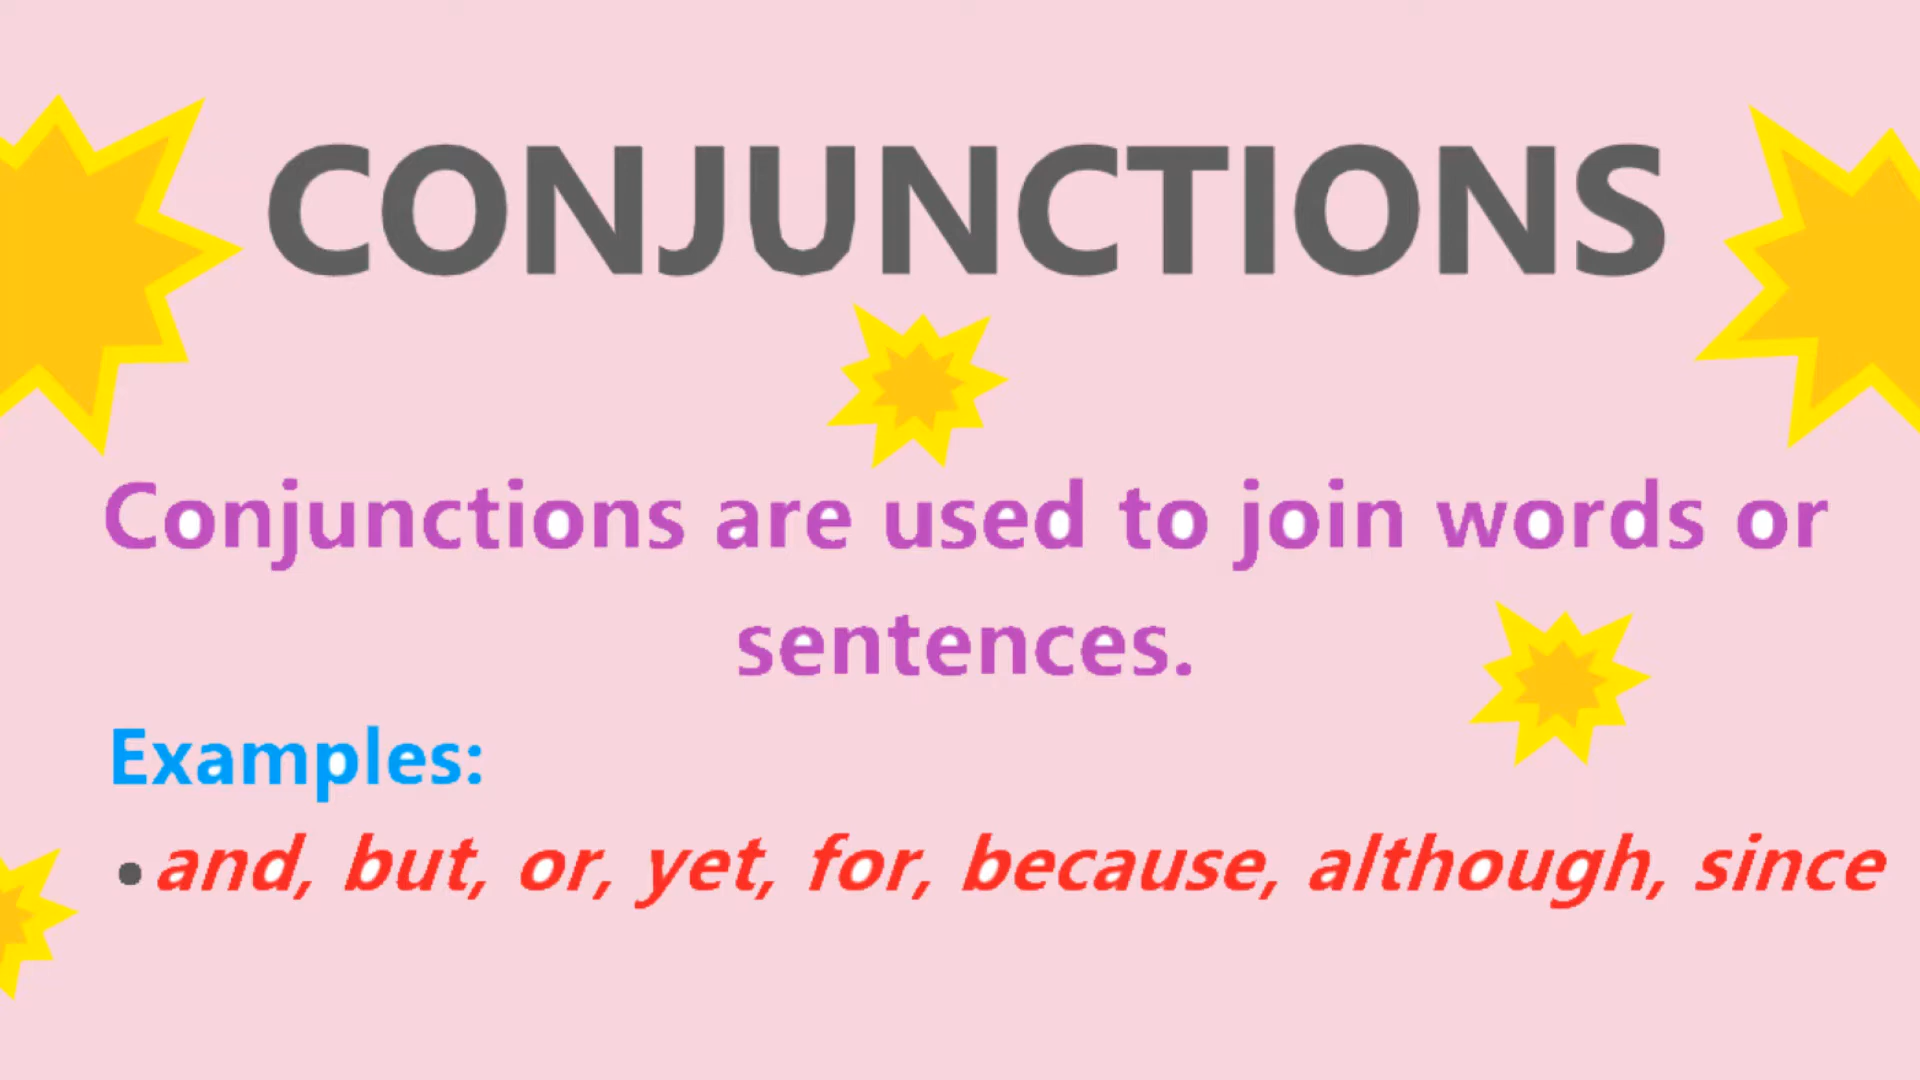 CONJUNCTIONS
Conjunctions are used to join words or
sentences.
Examples:
• and, but, or, yet, for, because, although, since